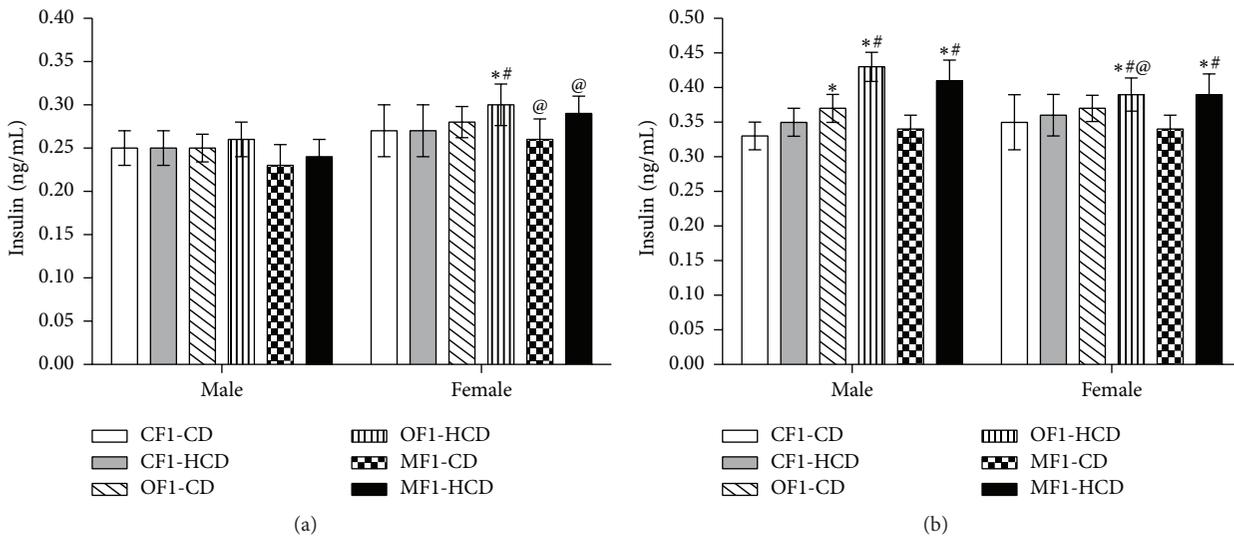 0.40
0.35
0.30
0.25
0.20
0.15
0.10
0.05
0.00
Insulin (ng/mL)
*#
@
@
Male
Female
CF1-CD
CF1-HCD
OF1-CD
OF1-HCD
MF1-CD
MF1-HCD
(a)
0.50
0.45
0.40
0.35
0.30
0.25
0.20
0.15
0.10
0.05
0.00
Insulin (ng/mL)
*
*#
*#
*#@
*#
Male
Female
CF1-CD
CF1-HCD
OF1-CD
OF1-HCD
MF1-CD
MF1-HCD
(b)